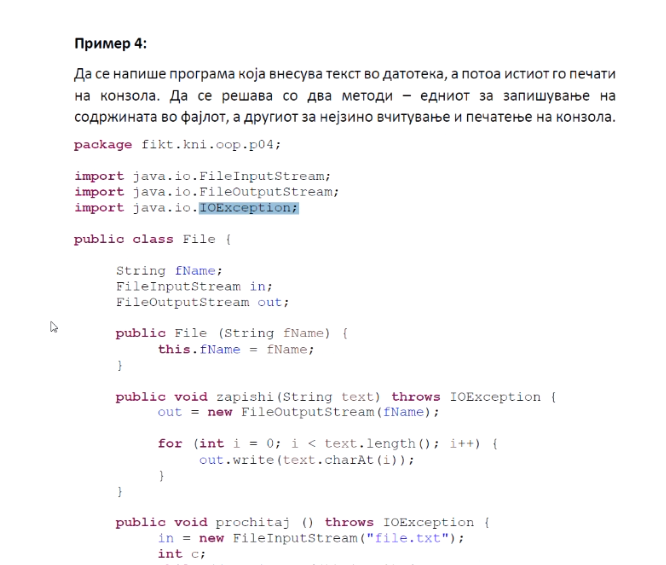 Пример 4:
Да се напише програма која внесува текст во датотека, а потоа истиот го печати
на конзола. Да се решава со два методи – едниот за запишување на
содржината во фајлот, а другиот за нејзино вчитување и печатење на конзола.
package fikt.kni.oop.p04;
import java.io.FileInputStream;
import java.io.FileOutputStream;
import java.io.IOException;
public class File {
String fName;
FileInputStream in;
FileOutputStream out;
public File (String fName) {
this.fName = fName;
}
public void zapishi(String text) throws IOException {
out = new FileOutputStream(fName);
for (int i = 0; i < text.length(); i++) {
out.write(text.charAt(i));
}
}
public void prochitaj () throws IOException {
in = new FileInputStream("file.txt");
int c;